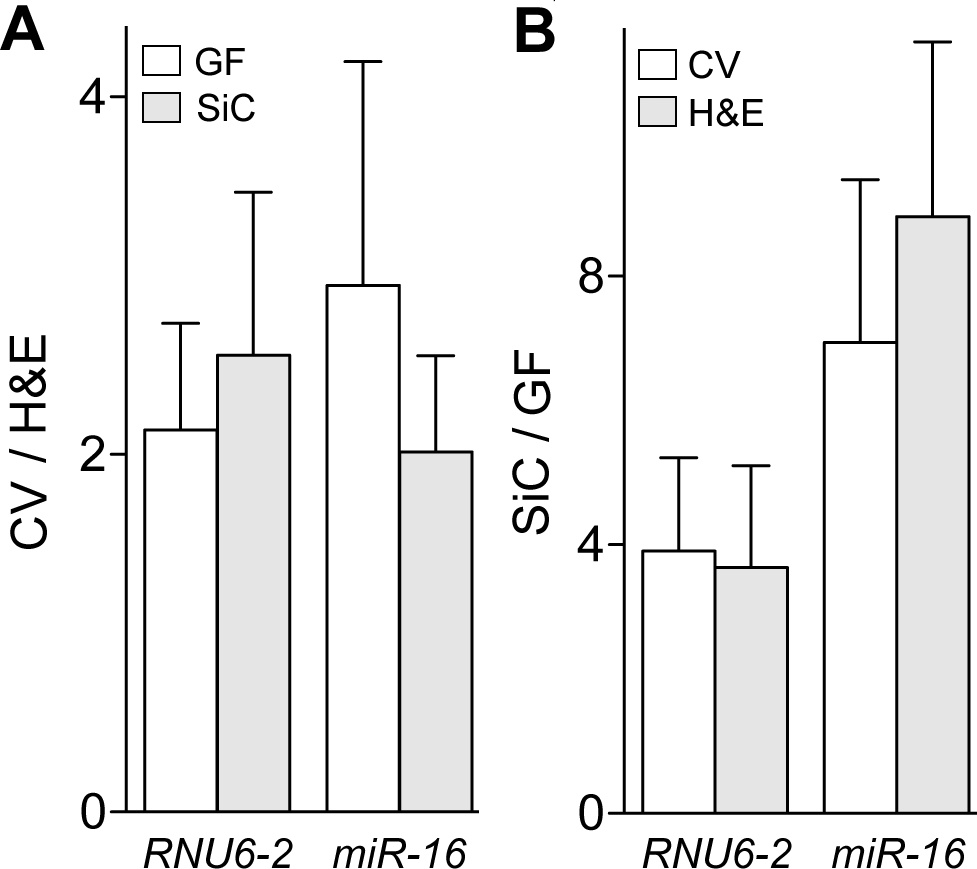 A
GF
SiC
4
2
0
CV / H&E
RNU6-2 miR-16
B
CV
H&E
8
4
0
SiC / GF
RNU6-2 miR-16